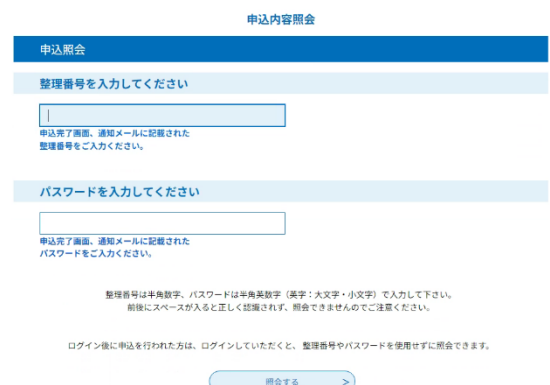 申込内容照会
申込照会
整理番号を入力してください
申込完了画面、通知メールに記載された
整理番号をご入力ください。
パスワードを入力してください
申込完了画面、通知メールに記載された
パスワードをご入力ください。
整理番号は半角数字、パスワードは半角英数字（英字：大文字・小文字）で入力して下さい。
前後にスペースが入ると正しく認識されず、照会できませんのでご注意ください。
ログイン後に申込を行われた方は、ログインしていただくと、 整理番号やパスワードを使用せずに照会できます。
照会する >